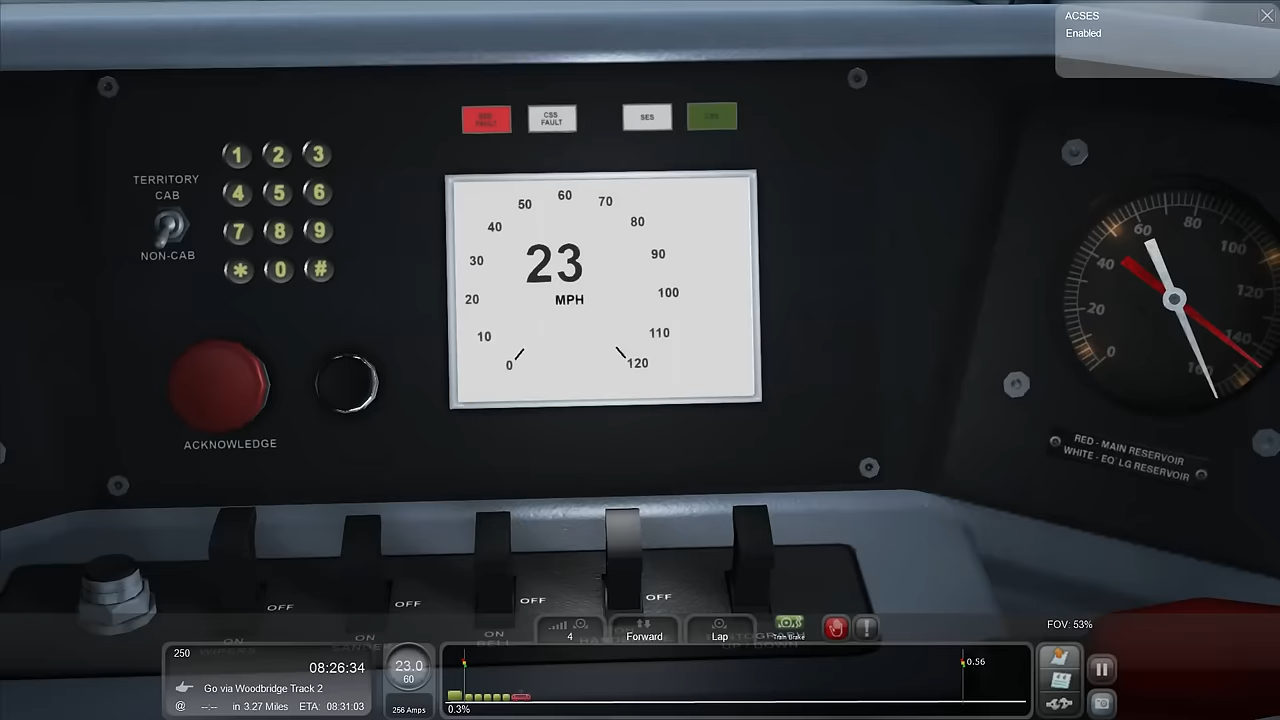 ACSES
Enabled
CSS
FAULT
SES
TERRITORY
CAB
NON-CAB
1 2 3
4 5 6
7 8 9
* 0 #
ACKNOWLEDGE
0 10 20 30 40 50 60 70 80 90 100 110 120
23
MPH
0 20 40 60 80 100 120 140 160
RED - MAIN RESERVOIR
WHITE - EQ LG RESERVOIR
OFF OFF OFF OFF
ON ON ON
BELL
4 Forward Lap Train Brake
FOV: 53%
250
08:26:34
Go via Woodbridge Track 2
@ --:-- in 3.27 Miles
23.0
60
256 Amps
0.3%
0.56